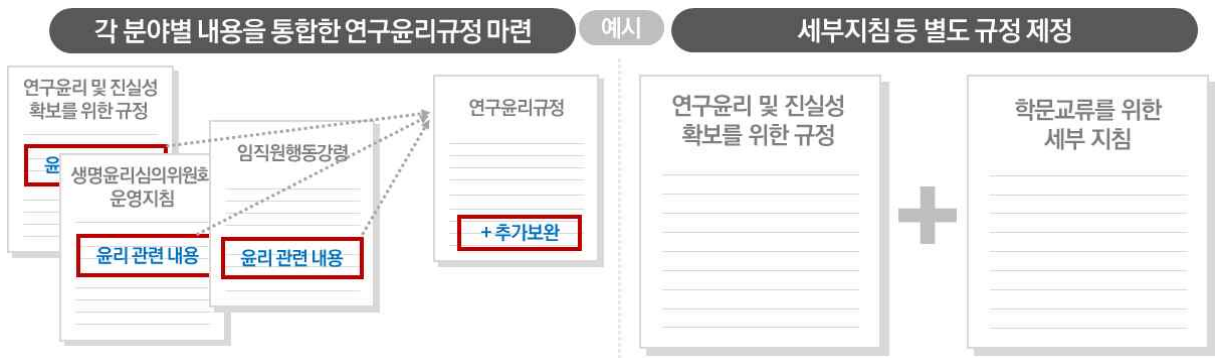 각 분야별 내용을 통합한 연구윤리규정 마련
예시
세부지침 등 별도 규정 제정
연구윤리 및 진실성
확보를 위한 규정
윤
생명윤리심의위원회
운영지침
윤리 관련 내용
임직원행동강령
윤리 관련 내용
연구윤리규정
+ 추가보완
연구윤리 및 진실성
확보를 위한 규정
학문교류를 위한
세부 지침